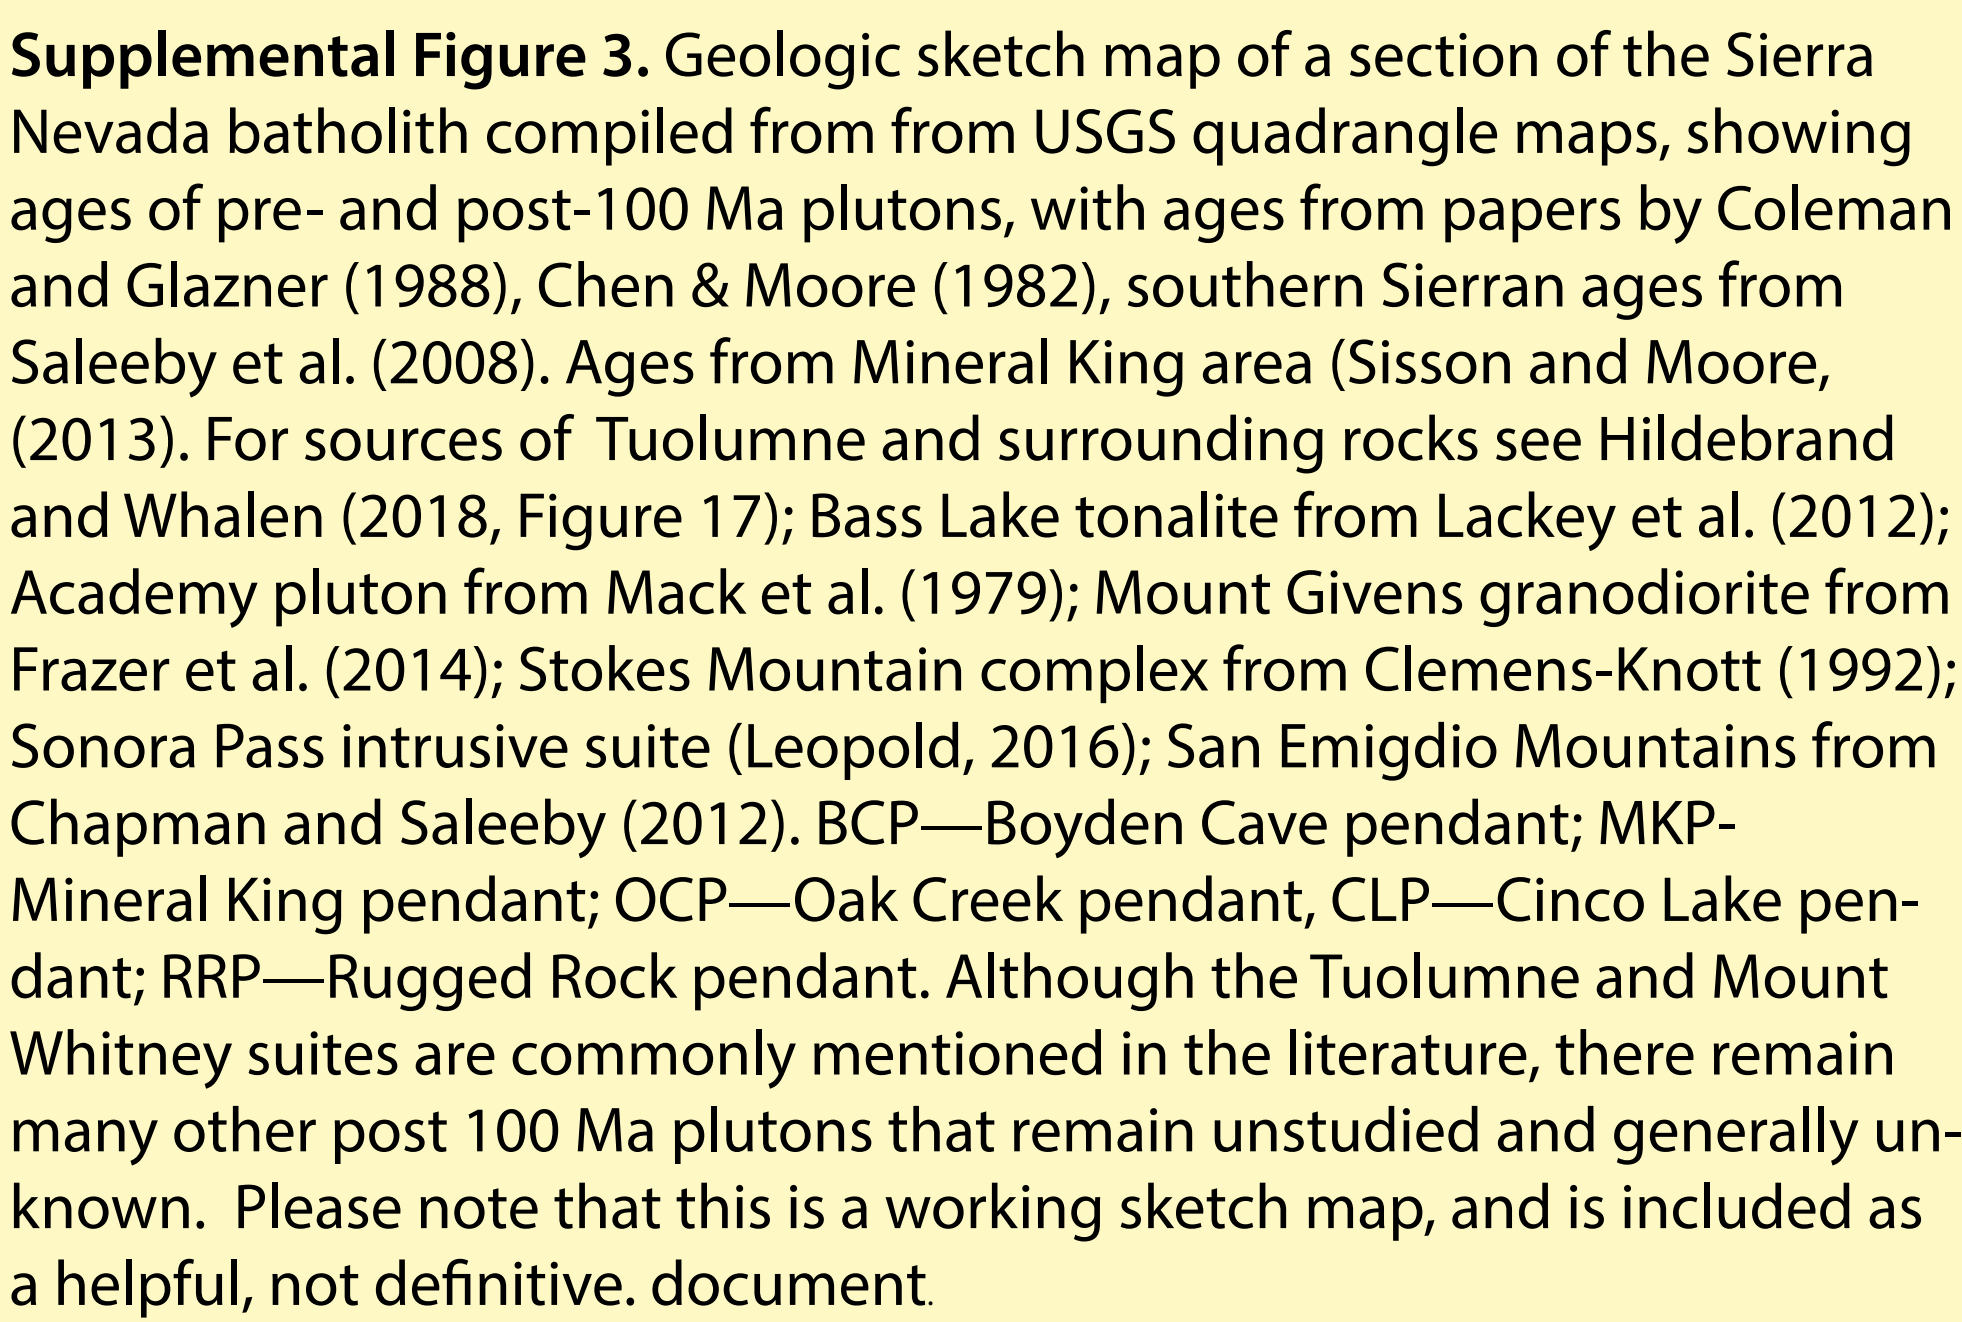 Supplemental Figure 3. Geologic sketch map of a section of the Sierra
Nevada batholith compiled from from USGS quadrangle maps, showing
ages of pre- and post-100 Ma plutons, with ages from papers by Coleman
and Glazner (1988), Chen & Moore (1982), southern Sierran ages from
Saleeby et al. (2008). Ages from Mineral King area (Sisson and Moore,
(2013). For sources of  Tuolumne and surrounding rocks see Hildebrand
and Whalen (2018, Figure 17); Bass Lake tonalite from Lackey et al. (2012);
Academy pluton from Mack et al. (1979); Mount Givens granodiorite from
Frazer et al. (2014); Stokes Mountain complex from Clemens-Knott (1992);
Sonora Pass intrusive suite (Leopold, 2016); San Emigdio Mountains from
Chapman and Saleeby (2012). BCP—Boyden Cave pendant; MKP-
Mineral King pendant; OCP—Oak Creek pendant, CLP—Cinco Lake pen-
dant; RRP—Rugged Rock pendant. Although the Tuolumne and Mount
Whitney suites are commonly mentioned in the literature, there remain
many other post 100 Ma plutons that remain unstudied and generally un-
known.  Please note that this is a working sketch map, and is included as
a helpful, not definitive. document.